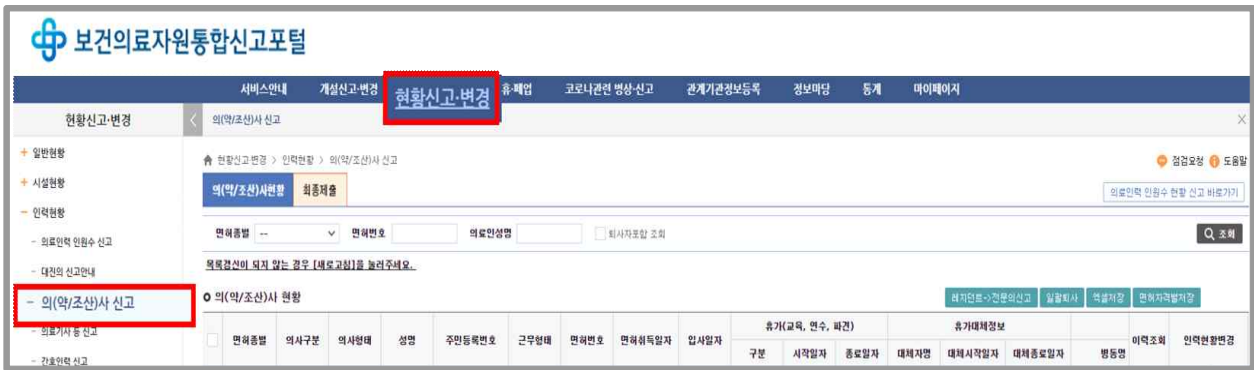 보건의료자원통합신고포털
서비스안내 개설신고·변경 현황신고·변경 휴·폐업 코로나관련 병상·신고 관계기관정보등록 정보마당 통계 마이페이지
현황신고·변경
의(약/조산)사 신고
+ 일반현황
+ 시설현황
- 인력현황
- 의료인력 인원수 신고
- 대진의 신고안내
- 의(약/조산)사 신고
- 의료기사 등 신고
- 간호인력 신고
현황신고·변경 > 인력현황 > 의(약/조산)사 신고
점검요청 도움말
의(약/조산)사현황 최종제출
의료인력 인원수 현황 신고 바로가기
면허종별 -- 면허번호 의료인성명 퇴사자포함 조회 조회
목록갱신이 되지 않는 경우 [새로고침]을 눌러주세요.
의(약/조산)사 현황
레지던트->전문의신고 일괄퇴사 엑셀저장 면허자격별저장
면허종별 의사구분 의사형태 성명 주민등록번호 근무형태 면허번호 면허취득일자 입사일자 휴가(교육, 연수, 파견) 휴가대체정보 병동명 이력조회 인력현황변경
구분 시작일자 종료일자 대체자명 대체시작일자 대체종료일자